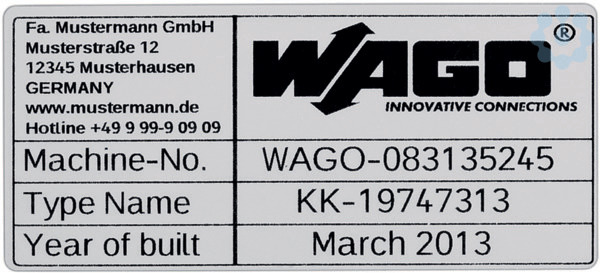 Fa. Mustermann GmbH
Musterstraße 12
12345 Musterhausen
GERMANY
www.mustermann.de
Hotline +49 9 99-9 09 09
WAGO®
INNOVATIVE CONNECTIONS
Machine-No. WAGO-083135245
Type Name KK-19747313
Year of built March 2013